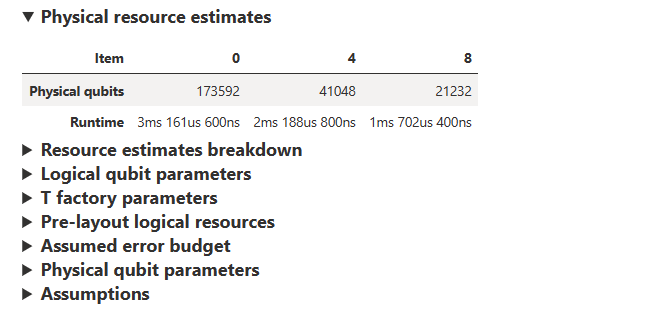 ▼ Physical resource estimates
Item 0 4 8
Physical qubits 173592 41048 21232
Runtime 3ms 161us 600ns 2ms 188us 800ns 1ms 702us 400ns
▶ Resource estimates breakdown
▶ Logical qubit parameters
▶ T factory parameters
▶ Pre-layout logical resources
▶ Assumed error budget
▶ Physical qubit parameters
▶ Assumptions